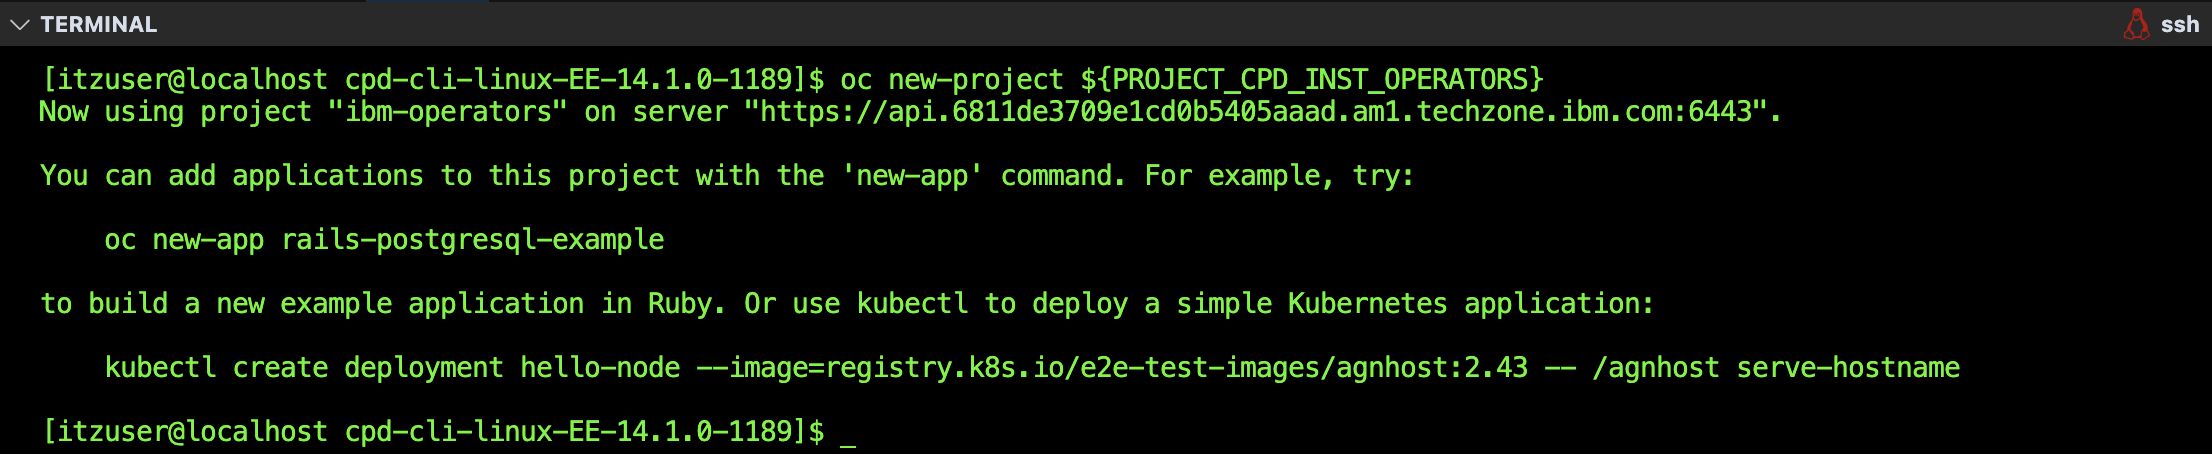 TERMINAL
ssh
[itzuser@localhost cpd-cli-linux-EE-14.1.0-1189]$ oc new-project ${PROJECT_CPD_INST_OPERATORS}
Now using project "ibm-operators" on server "https://api.6811de3709e1cd0b5405aaad.am1.techzone.ibm.com:6443".
You can add applications to this project with the 'new-app' command. For example, try:
oc new-app rails-postgresql-example
to build a new example application in Ruby. Or use kubectl to deploy a simple Kubernetes application:
kubectl create deployment hello-node --image=registry.k8s.io/e2e-test-images/agnhost:2.43 -- /agnhost serve-hostname
[itzuser@localhost cpd-cli-linux-EE-14.1.0-1189]$ _